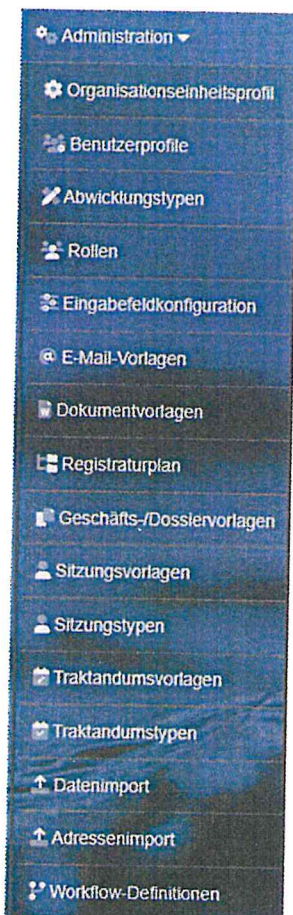 Administration
Organisationseinheitsprofil
Benutzerprofile
Abwicklungstypen
Rollen
Eingabefeldkonfiguration
E-Mail-Vorlagen
Dokumentvorlagen
Registraturplan
Geschäfts-/Dossiervorlagen
Sitzungsvorlagen
Sitzungstypen
Traktandumsvorlagen
Traktandumstypen
Datenimport
Adressenimport
Workflow-Definitionen